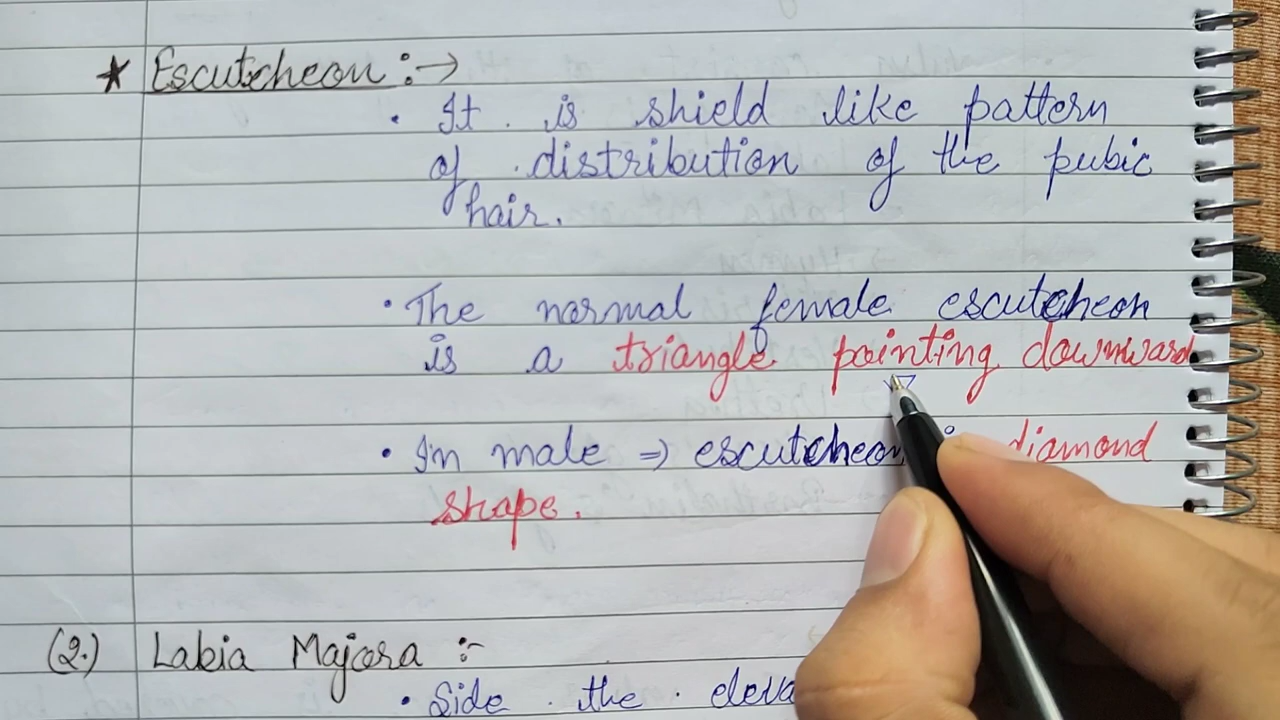 ★ Escutcheon :→
• It is shield like pattern
of distribution of the pubic
hair.
• The normal female escutcheon
is a triangle pointing downward
• In male ⇒ escutcheon diamond
shape.
(2.) Labia Majora :-
• Side the